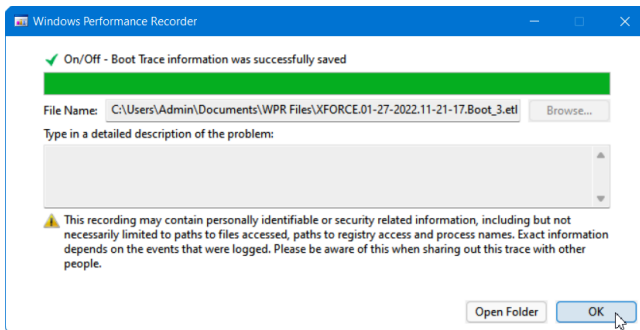 Windows Performance Recorder
On/Off - Boot Trace information was successfully saved
File Name: C:\Users\Admin\Documents\WPR Files\XFORCE.01-27-2022.11-21-17.Boot_3.etl Browse...
Type in a detailed description of the problem:
This recording may contain personally identifiable or security related information, including but not
necessarily limited to paths to files accessed, paths to registry access and process names. Exact information
depends on the events that were logged. Please be aware of this when sharing out this trace with other
people.
Open Folder OK